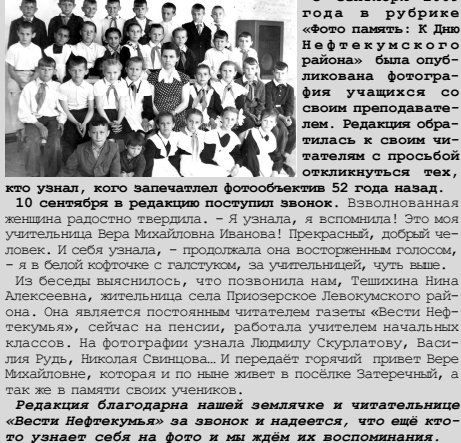 года в рубрике
«Фото память: К Дню
Нефтекумского
района» была опуб-
ликована фотогра-
фия учащихся со
своим преподавате-
лем. Редакция обра-
тилась к своим чи-
тателям с просьбой
откликнуться тех,
кто узнал, кого запечатлел фотообъектив 52 года назад.
10 сентября в редакцию поступил звонок. Взволнованная
женщина радостно твердила. – Я узнала, я вспомнила! Это моя
учительница Вера Михайловна Иванова! Прекрасный, добрый че-
ловек. И себя узнала, – продолжала она восторженным голосом,
– я в белой кофточке с галстуком, за учительницей, чуть выше.
Из беседы выяснилось, что позвонила нам, Тешихина Нина
Алексеевна, жительница села Приозерское Левокумского рай-
она. Она является постоянным читателем газеты «Вести Неф-
текумья», сейчас на пенсии, работала учителем начальных
классов. На фотографии узнала Людмилу Скурлатову, Васи-
лия Рудь, Николая Свинцова… И передаёт горячий привет Вере
Михайловне, которая и по ныне живет в посёлке Затеречный, а
так же в памяти своих учеников.
Редакция благодарна нашей землячке и читательнице
«Вести Нефтекумья» за звонок и надеется, что ещё кто-
то узнает себя на фото и мы ждём их воспоминания.